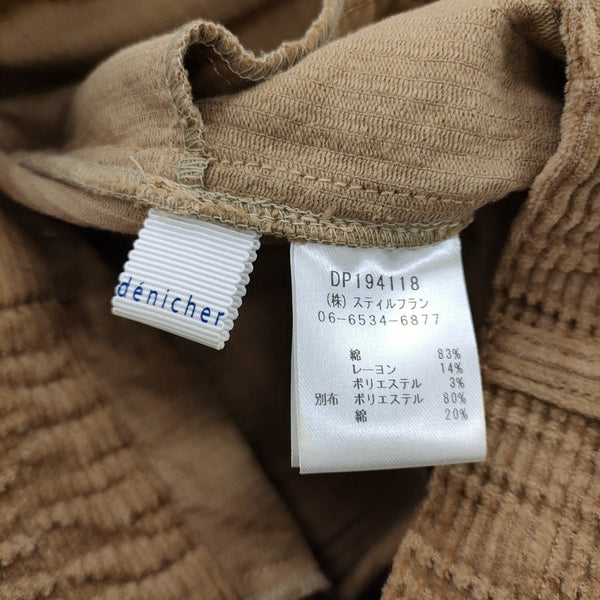 dénicher
DP194118
(株) スティルフラン
06-6534-6877
綿 83%
レーヨン 14%
ポリエステル 3%
別布 ポリエステル 80%
綿 20%